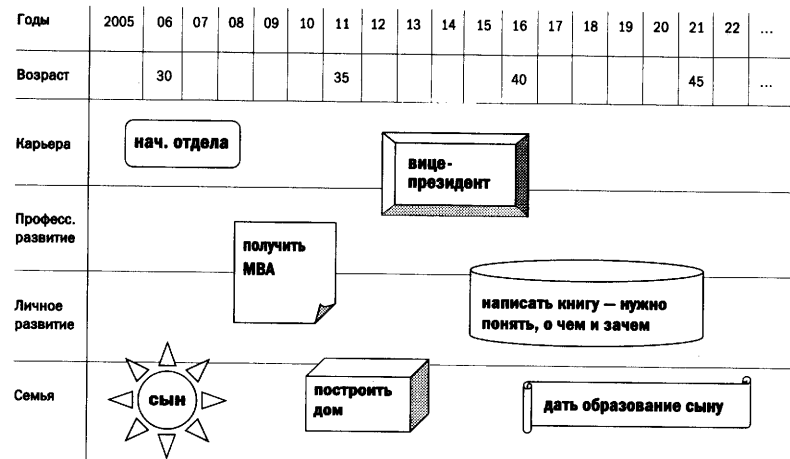 Годы 2005 06 07 08 09 10 11 12 13 14 15 16 17 18 19 20 21 22 ...
Возраст 30 35 40 45 ...
Карьера
нач. отдела
вице-
президент
Професс.
развитие
получить
МВА
Личное
развитие
написать книгу — нужно
понять, о чем и зачем
Семья
сын
построить
дом
дать образование сыну